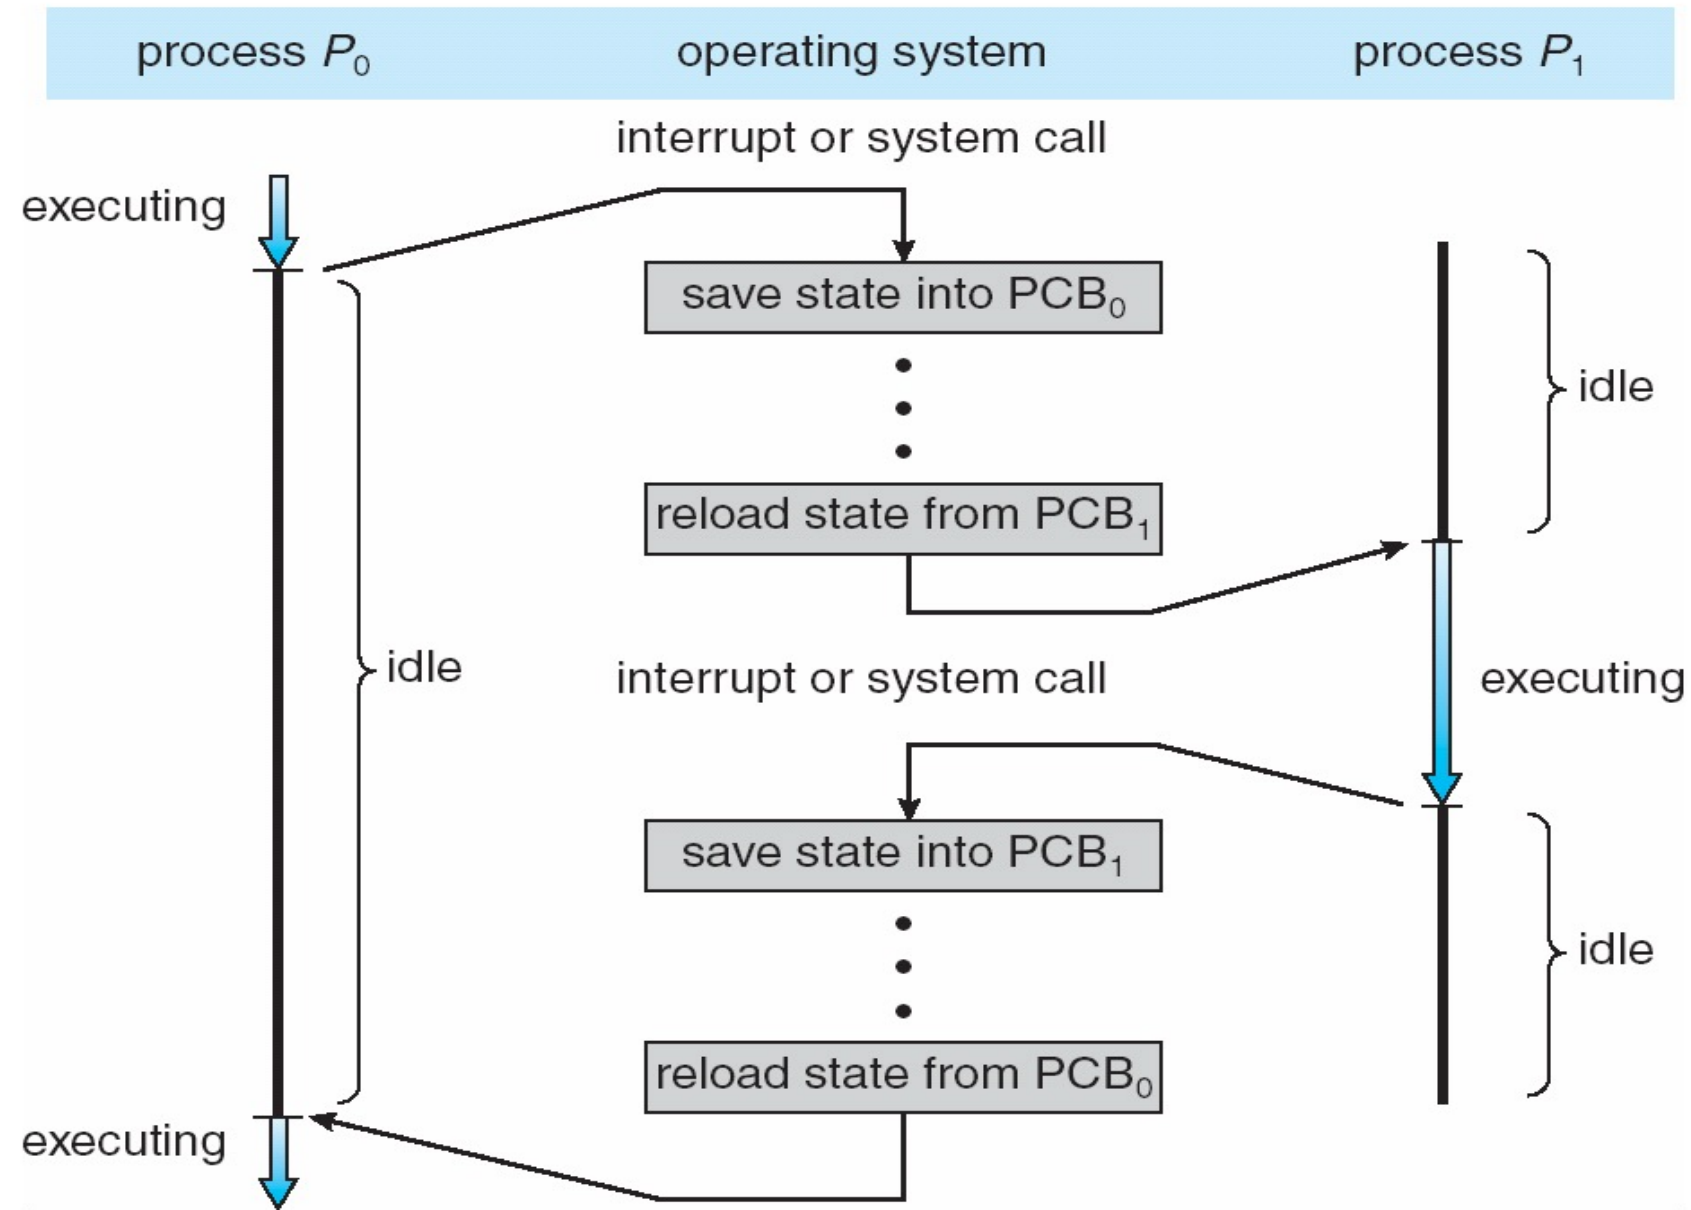 process P₀ operating system process P₁
interrupt or system call
executing
save state into PCB₀
idle
reload state from PCB₁
idle
interrupt or system call
executing
save state into PCB₁
idle
reload state from PCB₀
executing